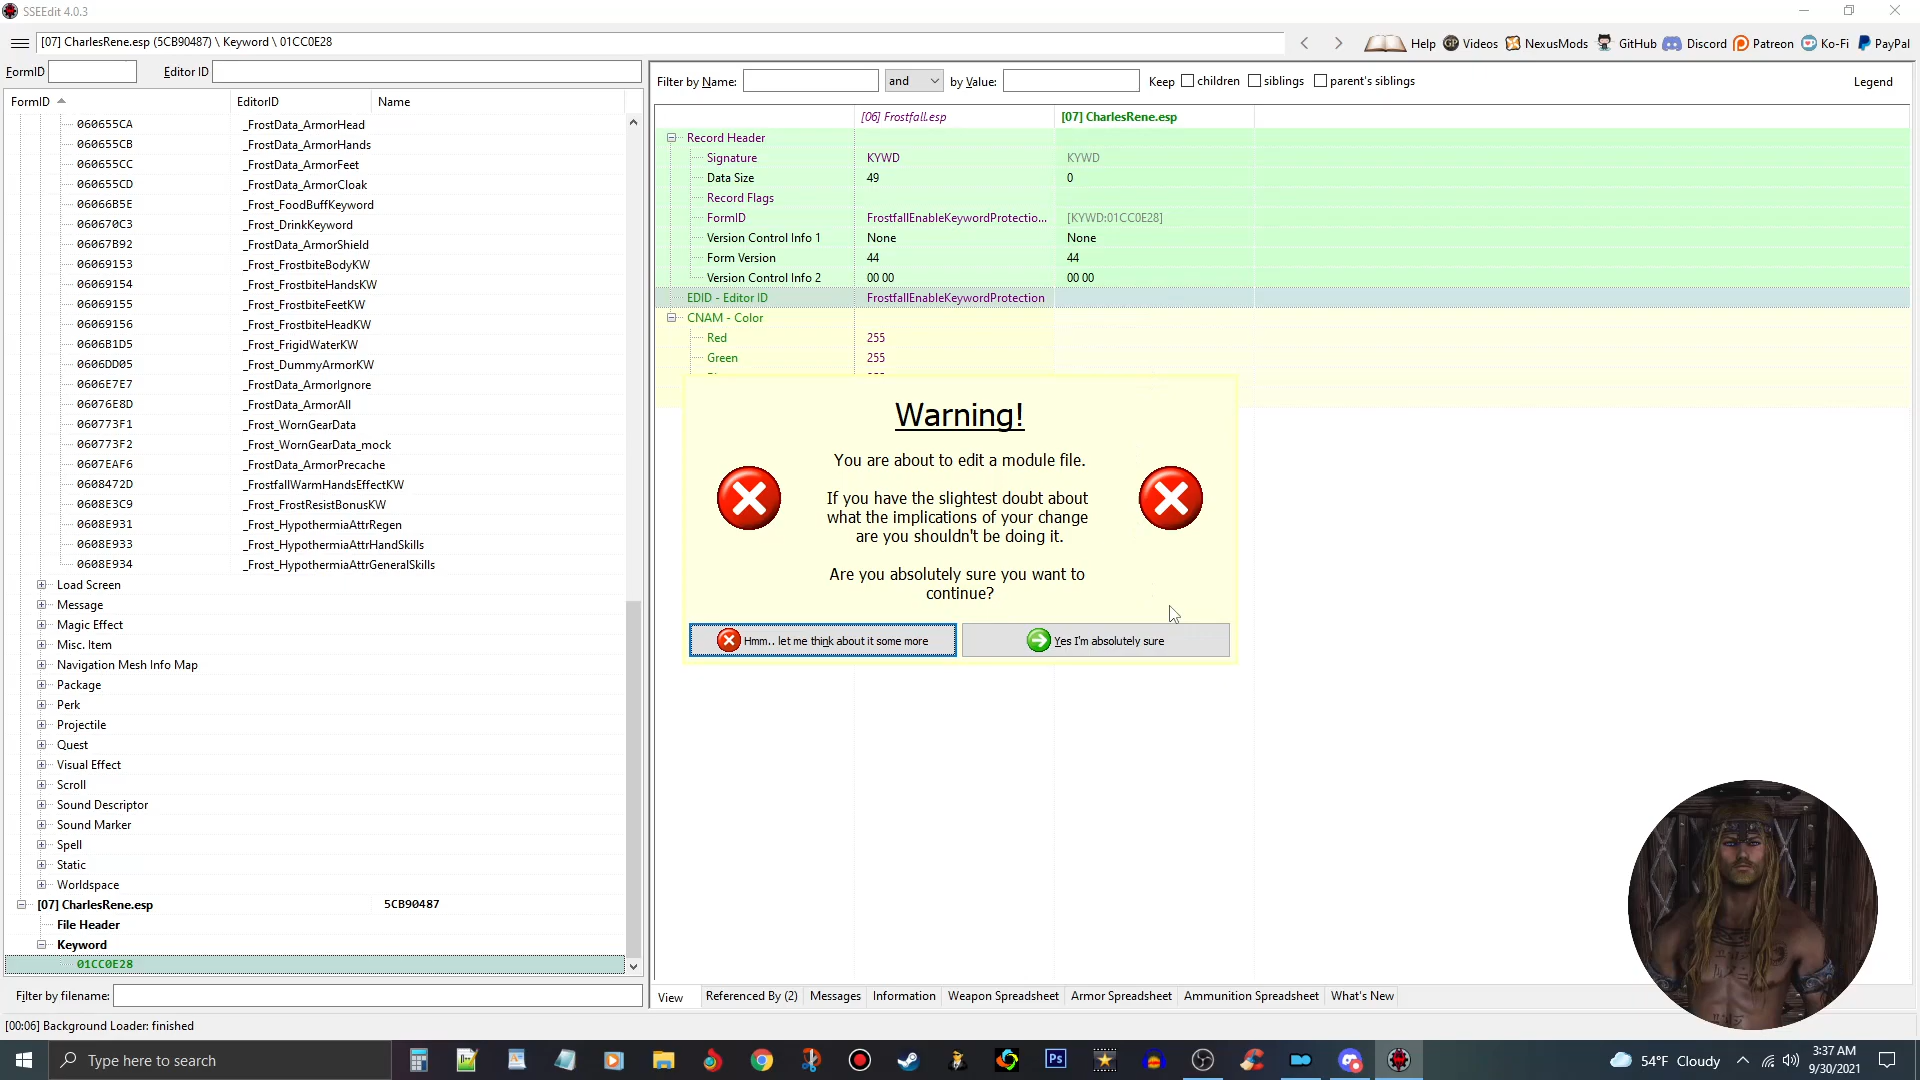 SSEEdit 4.0.3
[07] CharlesRene.esp (5CB90487) \ Keyword \ 01CC0E28
Help Videos NexusMods GitHub Discord Patreon Ko-Fi PayPal
FormID Editor ID
Filter by Name: and by Value: Keep children siblings parent's siblings Legend
FormID EditorID Name
060655CA _FrostData_ArmorHead
060655CB _FrostData_ArmorHands
060655CC _FrostData_ArmorFeet
060655CD _FrostData_ArmorCloak
06066B5E _Frost_FoodBuffKeyword
060670C3 _Frost_DrinkKeyword
06067B92 _FrostData_ArmorShield
06069153 _Frost_FrostbiteBodyKW
06069154 _Frost_FrostbiteHandsKW
06069155 _Frost_FrostbiteFeetKW
06069156 _Frost_FrostbiteHeadKW
0606B1D5 _Frost_FrigidWaterKW
0606DD05 _Frost_DummyArmorKW
0606E7E7 _FrostData_ArmorIgnore
06076E8D _FrostData_ArmorAll
060773F1 _Frost_WornGearData
060773F2 _Frost_WornGearData_mock
0607EAF6 _FrostData_ArmorPrecache
0608472D _FrostfallWarmHandsEffectKW
0608E3C9 _Frost_FrostResistBonusKW
0608E931 _Frost_HypothermiaAttrRegen
0608E933 _Frost_HypothermiaAttrHandSkills
0608E934 _Frost_HypothermiaAttrGeneralSkills
Load Screen
Message
Magic Effect
Misc. Item
Navigation Mesh Info Map
Package
Perk
Projectile
Quest
Visual Effect
Scroll
Sound Descriptor
Sound Marker
Spell
Static
Worldspace
[07] CharlesRene.esp 5CB90487
File Header
Keyword
01CC0E28
Filter by filename:
[00:06] Background Loader: finished
[06] Frostfall.esp [07] CharlesRene.esp
Record Header
Signature KYWD KYWD
Data Size 49 0
Record Flags
FormID FrostfallEnableKeywordProtectio... [KYWD:01CC0E28]
Version Control Info 1 None None
Form Version 44 44
Version Control Info 2 00 00 00 00
EDID - Editor ID FrostfallEnableKeywordProtection
CNAM - Color
Red 255
Green 255
Warning!
You are about to edit a module file.
If you have the slightest doubt about
what the implications of your change
are you shouldn't be doing it.
Are you absolutely sure you want to
continue?
Hmm.. let me think about it some more
Yes I'm absolutely sure
View Referenced By (2) Messages Information Weapon Spreadsheet Armor Spreadsheet Ammunition Spreadsheet What's New
Type here to search
Ps
54°F Cloudy
3:37 AM
9/30/2021